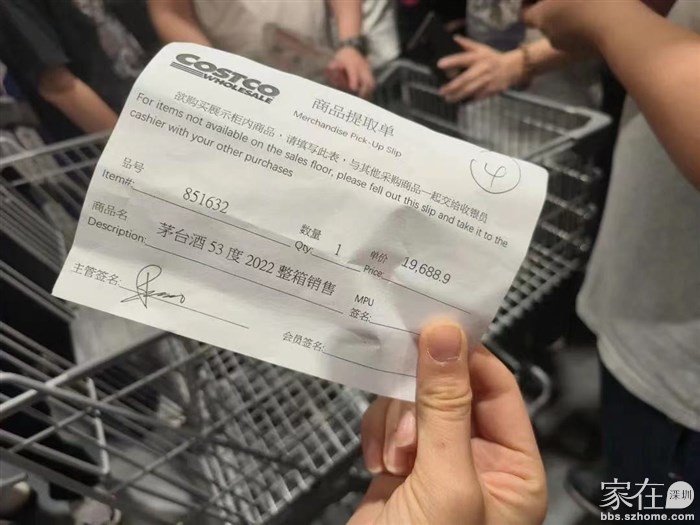 COSTCO
WHOLESALE
商品提取单
Merchandise Pick-Up Slip
4
欲购买展示柜内商品，请填写此表，与其他采购商品一起交给收银员
For items not available on the sales floor, please fell out this slip and take it to the
cashier with your other purchases
品号
Item#: 851632
数量
Qty: 1
单价
Price: 19,688.9
商品名
Description: 茅台酒 53 度 2022 整箱销售
MPU
签名:
主管签名:
会员签名:
家在深圳
bbs.szhome.com